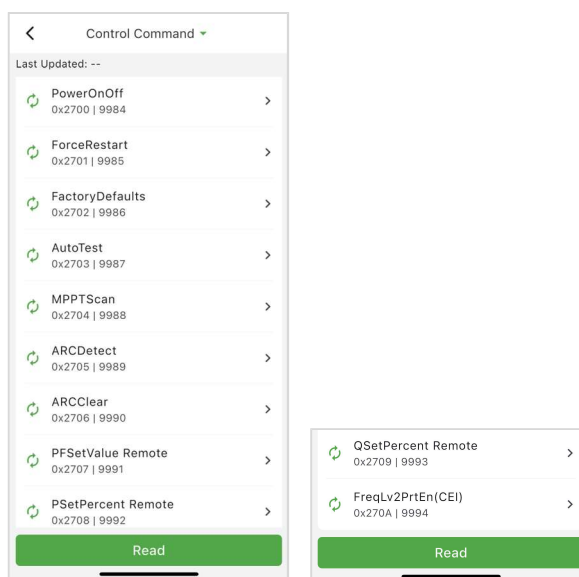 Control Command
Last Updated: --
PowerOnOff
0x2700 | 9984
ForceRestart
0x2701 | 9985
FactoryDefaults
0x2702 | 9986
AutoTest
0x2703 | 9987
MPPTScan
0x2704 | 9988
ARCDetect
0x2705 | 9989
ARCClear
0x2706 | 9990
PFSetValue Remote
0x2707 | 9991
PSetPercent Remote
0x2708 | 9992
Read
QSetPercent Remote
0x2709 | 9993
FreqLv2PrtEn(CEI)
0x270A | 9994
Read